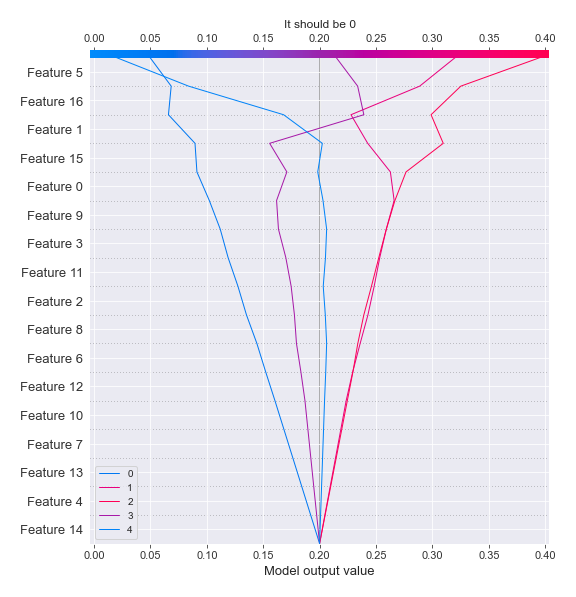 It should be 0
0.00 0.05 0.10 0.15 0.20 0.25 0.30 0.35 0.40
Feature 5
Feature 16
Feature 1
Feature 15
Feature 0
Feature 9
Feature 3
Feature 11
Feature 2
Feature 8
Feature 6
Feature 12
Feature 10
Feature 7
Feature 13
Feature 4
Feature 14
0
1
2
3
4
0.00 0.05 0.10 0.15 0.20 0.25 0.30 0.35 0.40
Model output value